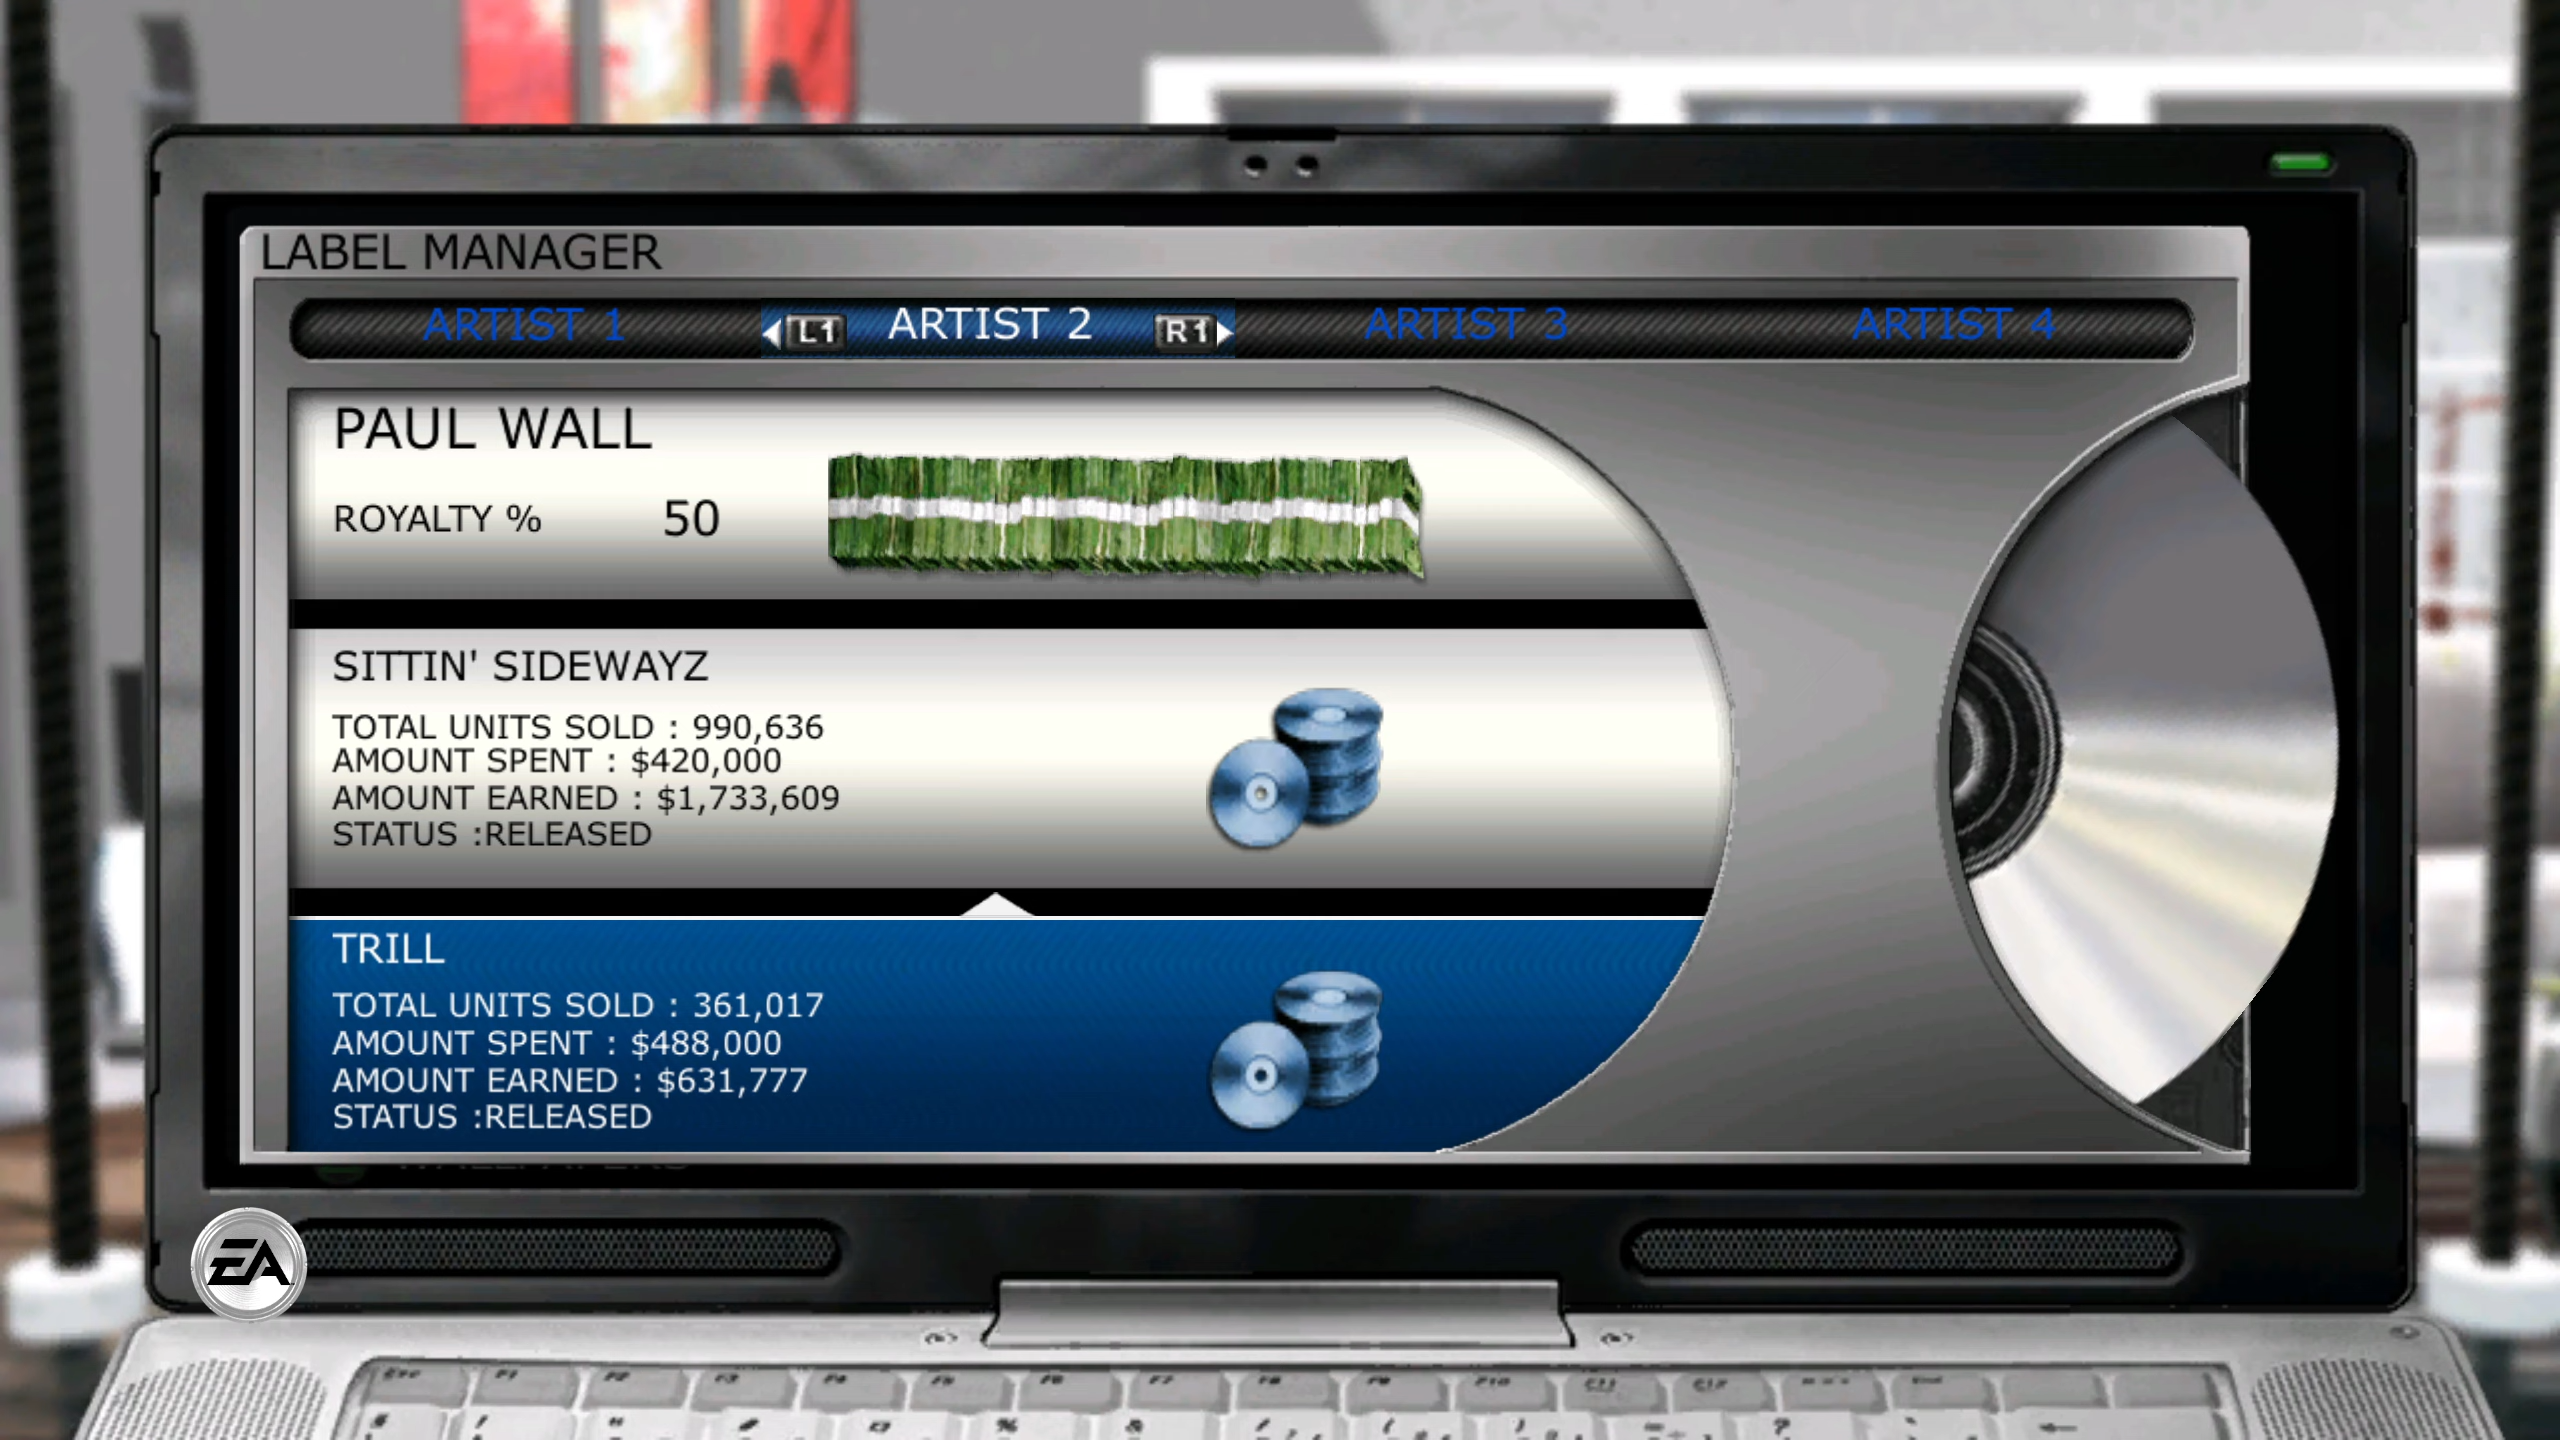 LABEL MANAGER
ARTIST 1 L1 ARTIST 2 R1 ARTIST 3 ARTIST 4
PAUL WALL
ROYALTY % 50
SITTIN' SIDEWAYZ
TOTAL UNITS SOLD : 990,636
AMOUNT SPENT : $420,000
AMOUNT EARNED : $1,733,609
STATUS :RELEASED
TRILL
TOTAL UNITS SOLD : 361,017
AMOUNT SPENT : $488,000
AMOUNT EARNED : $631,777
STATUS :RELEASED
EA